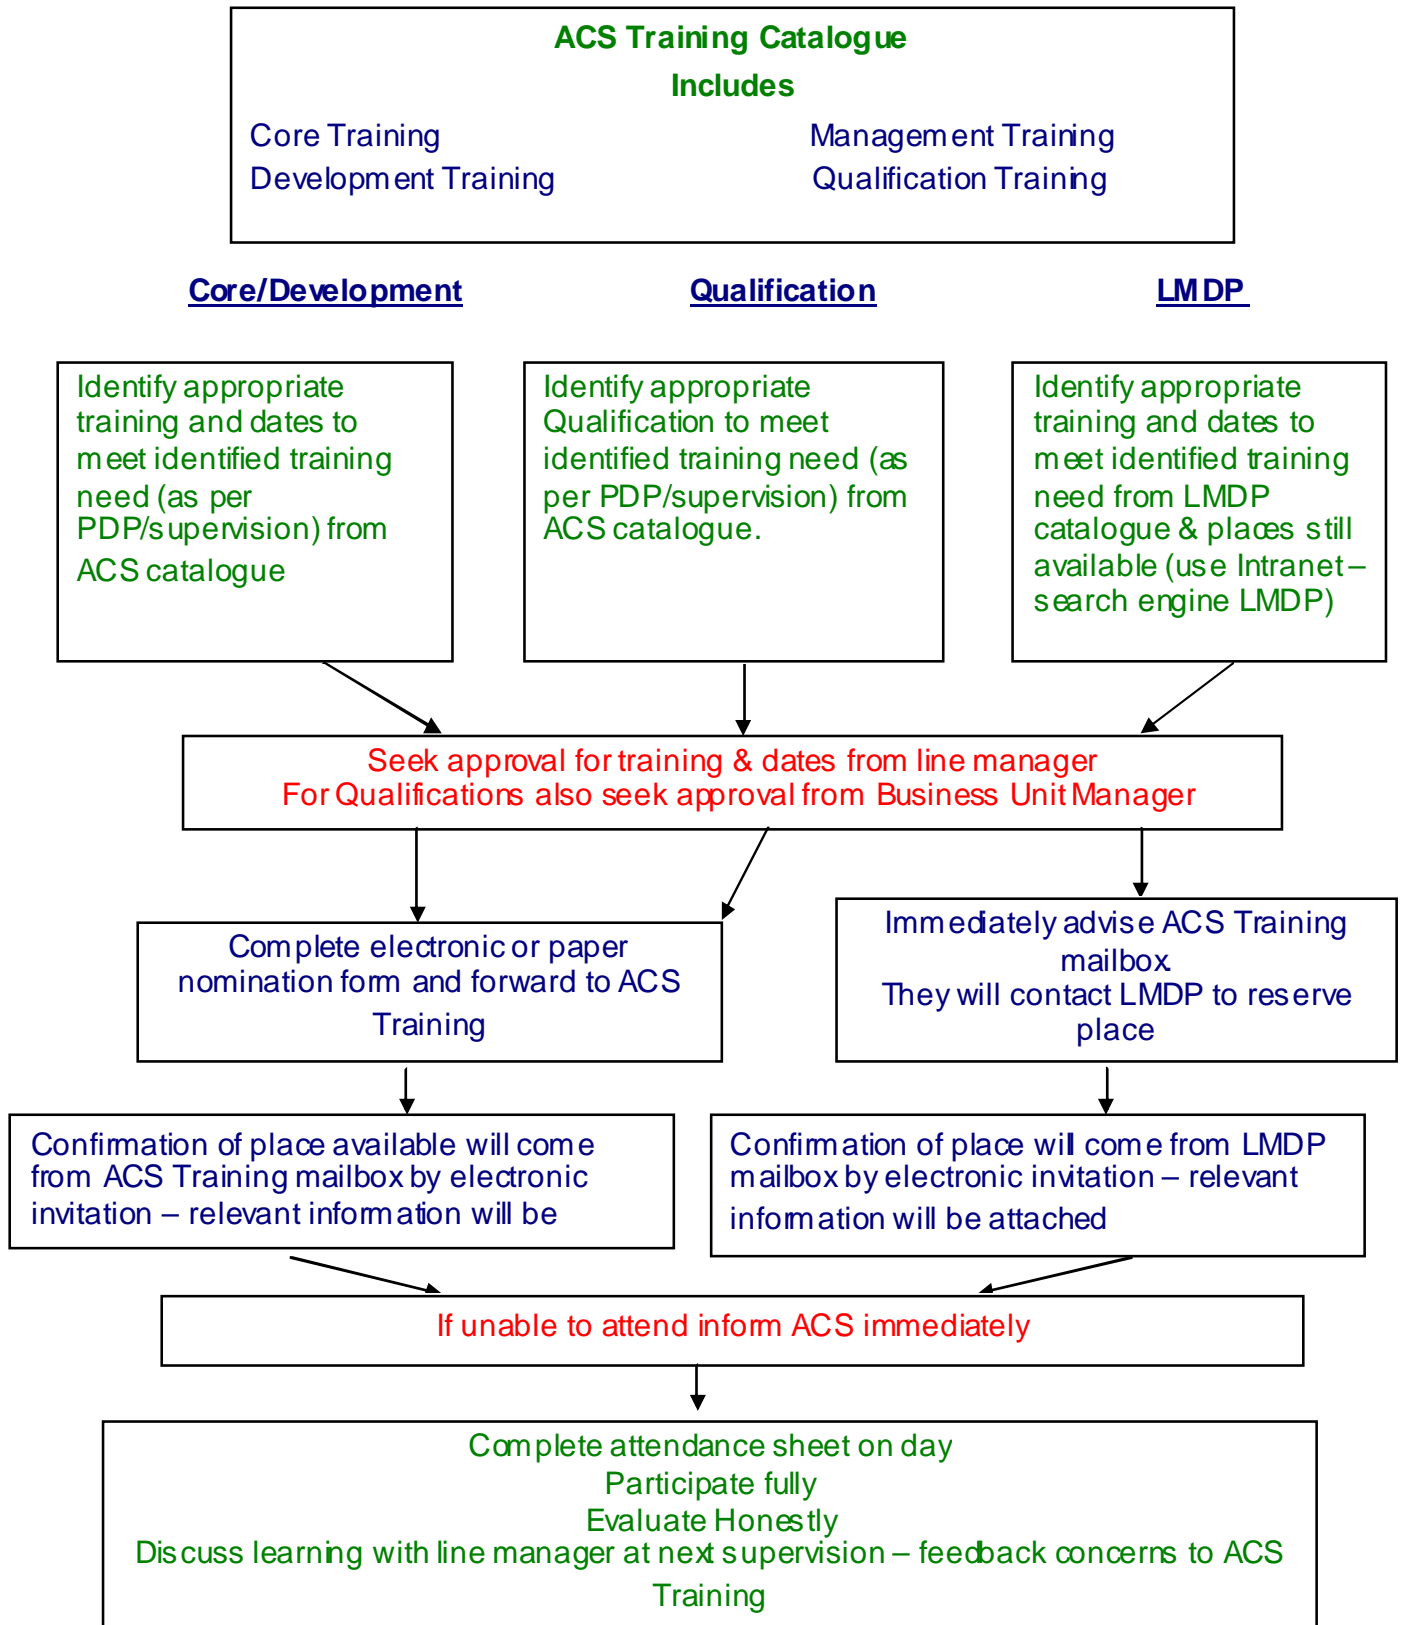 ACS Training Catalogue
Includes
Core Training Management Training
Development Training Qualification Training
Core/Development Qualification LMDP
Identify appropriate
training and dates to
meet identified training
need (as per
PDP/supervision) from
ACS catalogue
Identify appropriate
Qualification to meet
identified training need (as
per PDP/supervision) from
ACS catalogue.
Identify appropriate
training and dates to
meet identified training
need from LMDP
catalogue & places still
available (use Intranet –
search engine LMDP)
Seek approval for training & dates from line manager
For Qualifications also seek approval from Business Unit Manager
Complete electronic or paper
nomination form and forward to ACS
Training
Immediately advise ACS Training
mailbox.
They will contact LMDP to reserve
place
Confirmation of place available will come
from ACS Training mailbox by electronic
invitation – relevant information will be
Confirmation of place will come from LMDP
mailbox by electronic invitation – relevant
information will be attached
If unable to attend inform ACS immediately
Complete attendance sheet on day
Participate fully
Evaluate Honestly
Discuss learning with line manager at next supervision – feedback concerns to ACS
Training